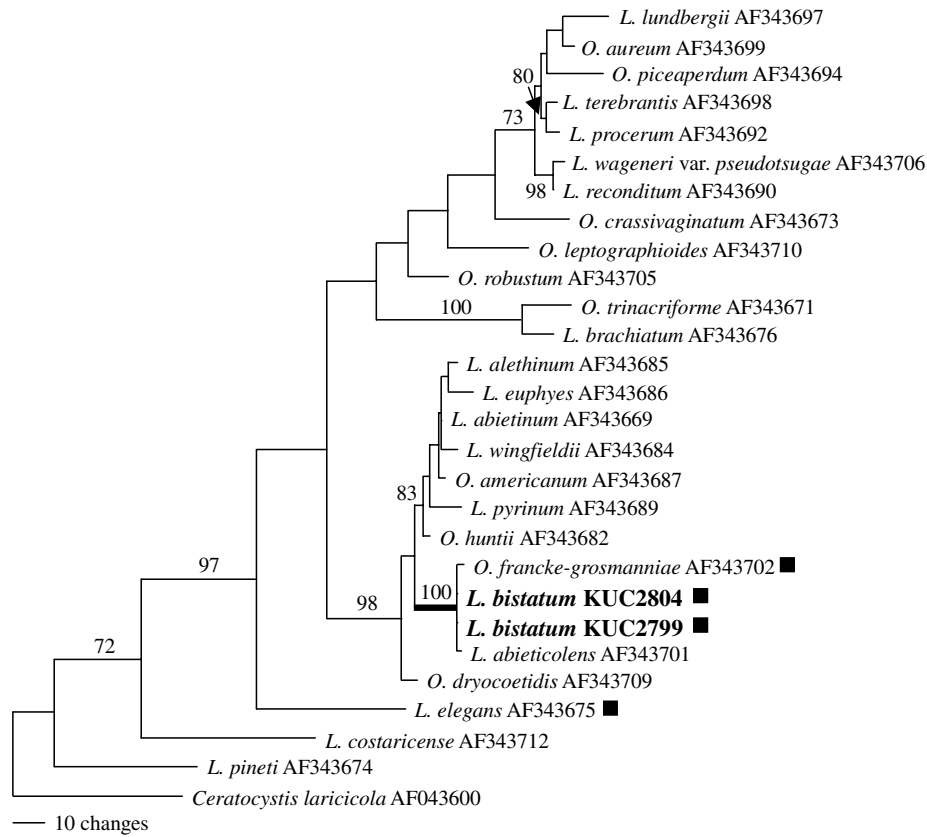 L. lundbergii AF343697
O. aureum AF343699
O. piceaperdum AF343694
80
L. terebrantis AF343698
73
L. procerum AF343692
L. wageneri var. pseudotsugae AF343706
98
L. reconditum AF343690
O. crassivaginatum AF343673
O. leptographioides AF343710
O. robustum AF343705
100
O. trinacriforme AF343671
L. brachiatum AF343676
L. alethinum AF343685
L. euphyes AF343686
L. abietinum AF343669
L. wingfieldii AF343684
O. americanum AF343687
83
L. pyrinum AF343689
O. huntii AF343682
O. francke-grosmanniae AF343702
100
L. bistatum KUC2804
98
L. bistatum KUC2799
L. abieticolens AF343701
97
O. dryocoetidis AF343709
L. elegans AF343675
72
L. costaricense AF343712
L. pineti AF343674
Ceratocystis laricicola AF043600
10 changes